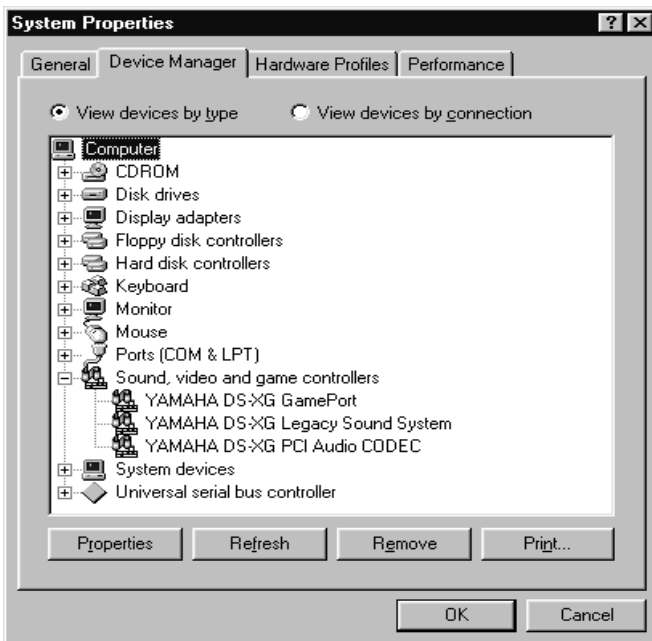 System Properties
General Device Manager Hardware Profiles Performance
View devices by type View devices by connection
Computer
CDROM
Disk drives
Display adapters
Floppy disk controllers
Hard disk controllers
Keyboard
Monitor
Mouse
Ports (COM & LPT)
Sound, video and game controllers
YAMAHA DS-XG GamePort
YAMAHA DS-XG Legacy Sound System
YAMAHA DS-XG PCI Audio CODEC
System devices
Universal serial bus controller
Properties Refresh Remove Print...
OK Cancel